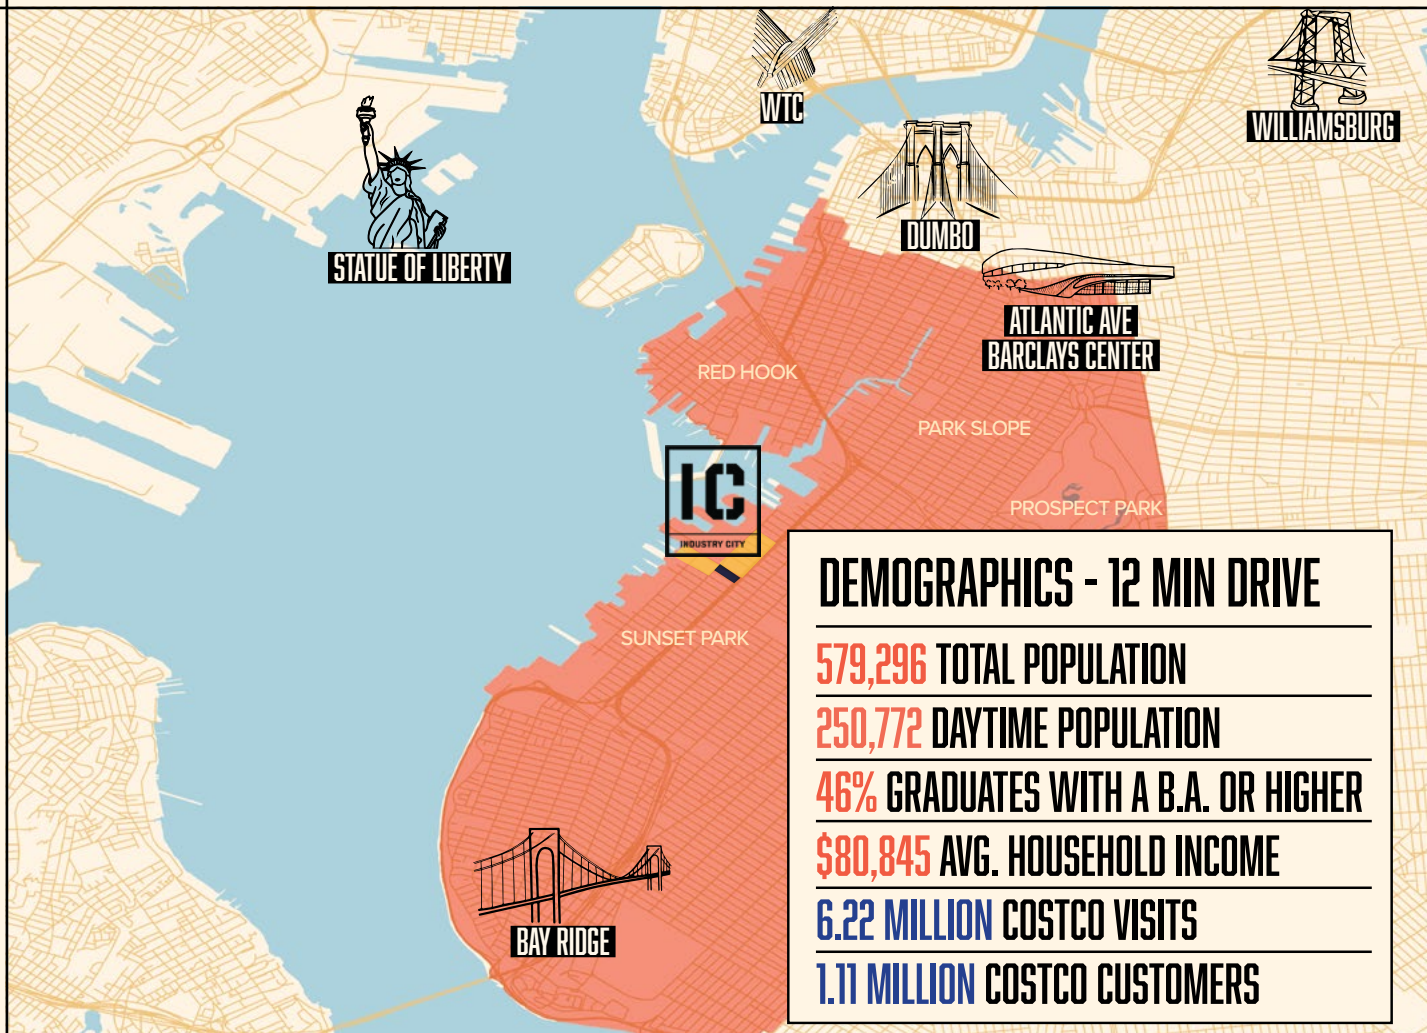 WTC
WILLIAMSBURG
DUMBO
STATUE OF LIBERTY
ATLANTIC AVE
BARCLAYS CENTER
RED HOOK
PARK SLOPE
IC
INDUSTRY CITY
PROSPECT PARK
SUNSET PARK
BAY RIDGE
DEMOGRAPHICS - 12 MIN DRIVE
579,296 TOTAL POPULATION
250,772 DAYTIME POPULATION
46% GRADUATES WITH A B.A. OR HIGHER
$80,845 AVG. HOUSEHOLD INCOME
6.22 MILLION COSTCO VISITS
1.11 MILLION COSTCO CUSTOMERS